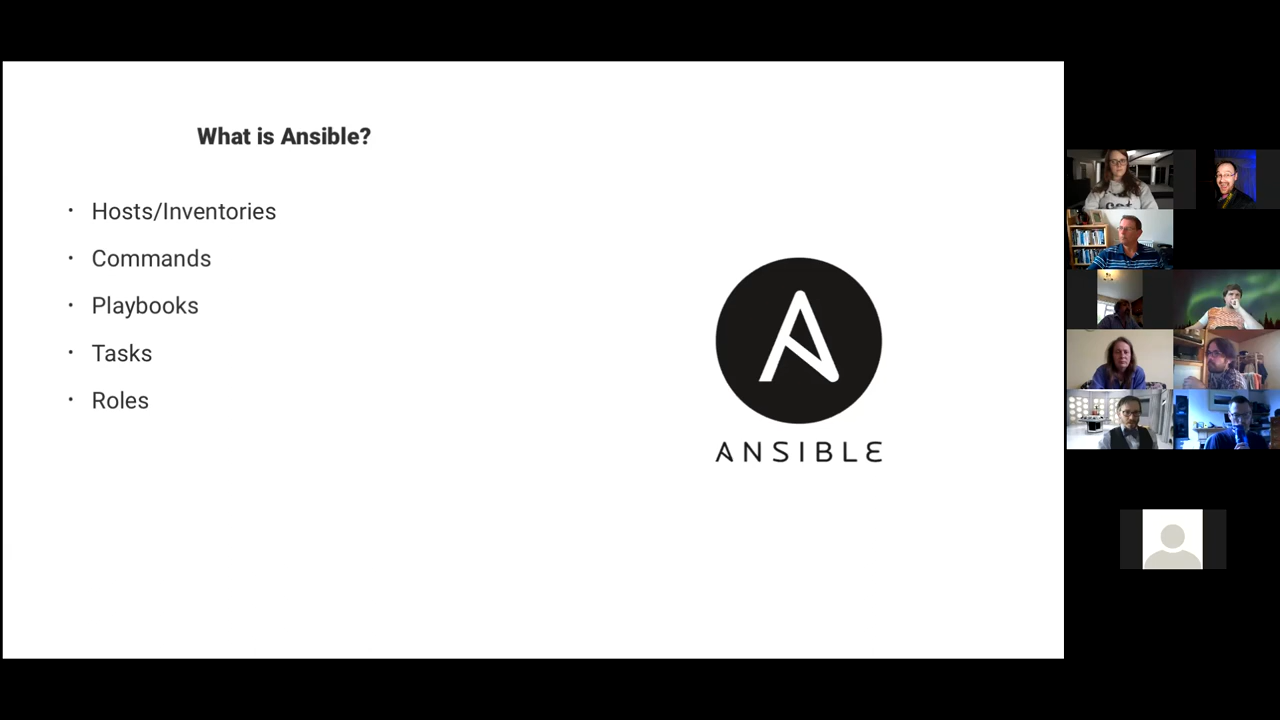 What is Ansible?
• Hosts/Inventories
• Commands
• Playbooks
• Tasks
• Roles
ANSIBLE